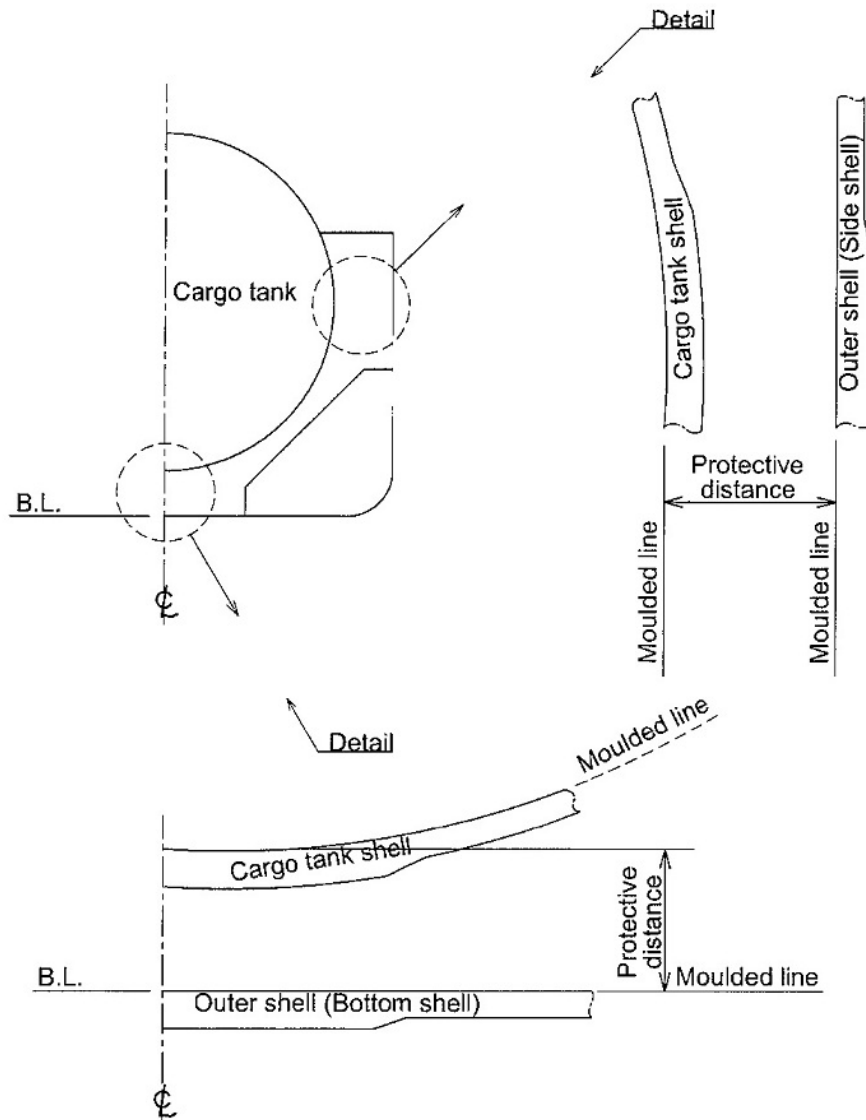 Detail
Cargo tank
Cargo tank shell
Outer shell (Side shell)
Protective
distance
B.L.
Moulded line
Moulded line
℄
Detail
Moulded line
Cargo tank shell
Protective
distance
B.L.
Moulded line
Outer shell (Bottom shell)
℄